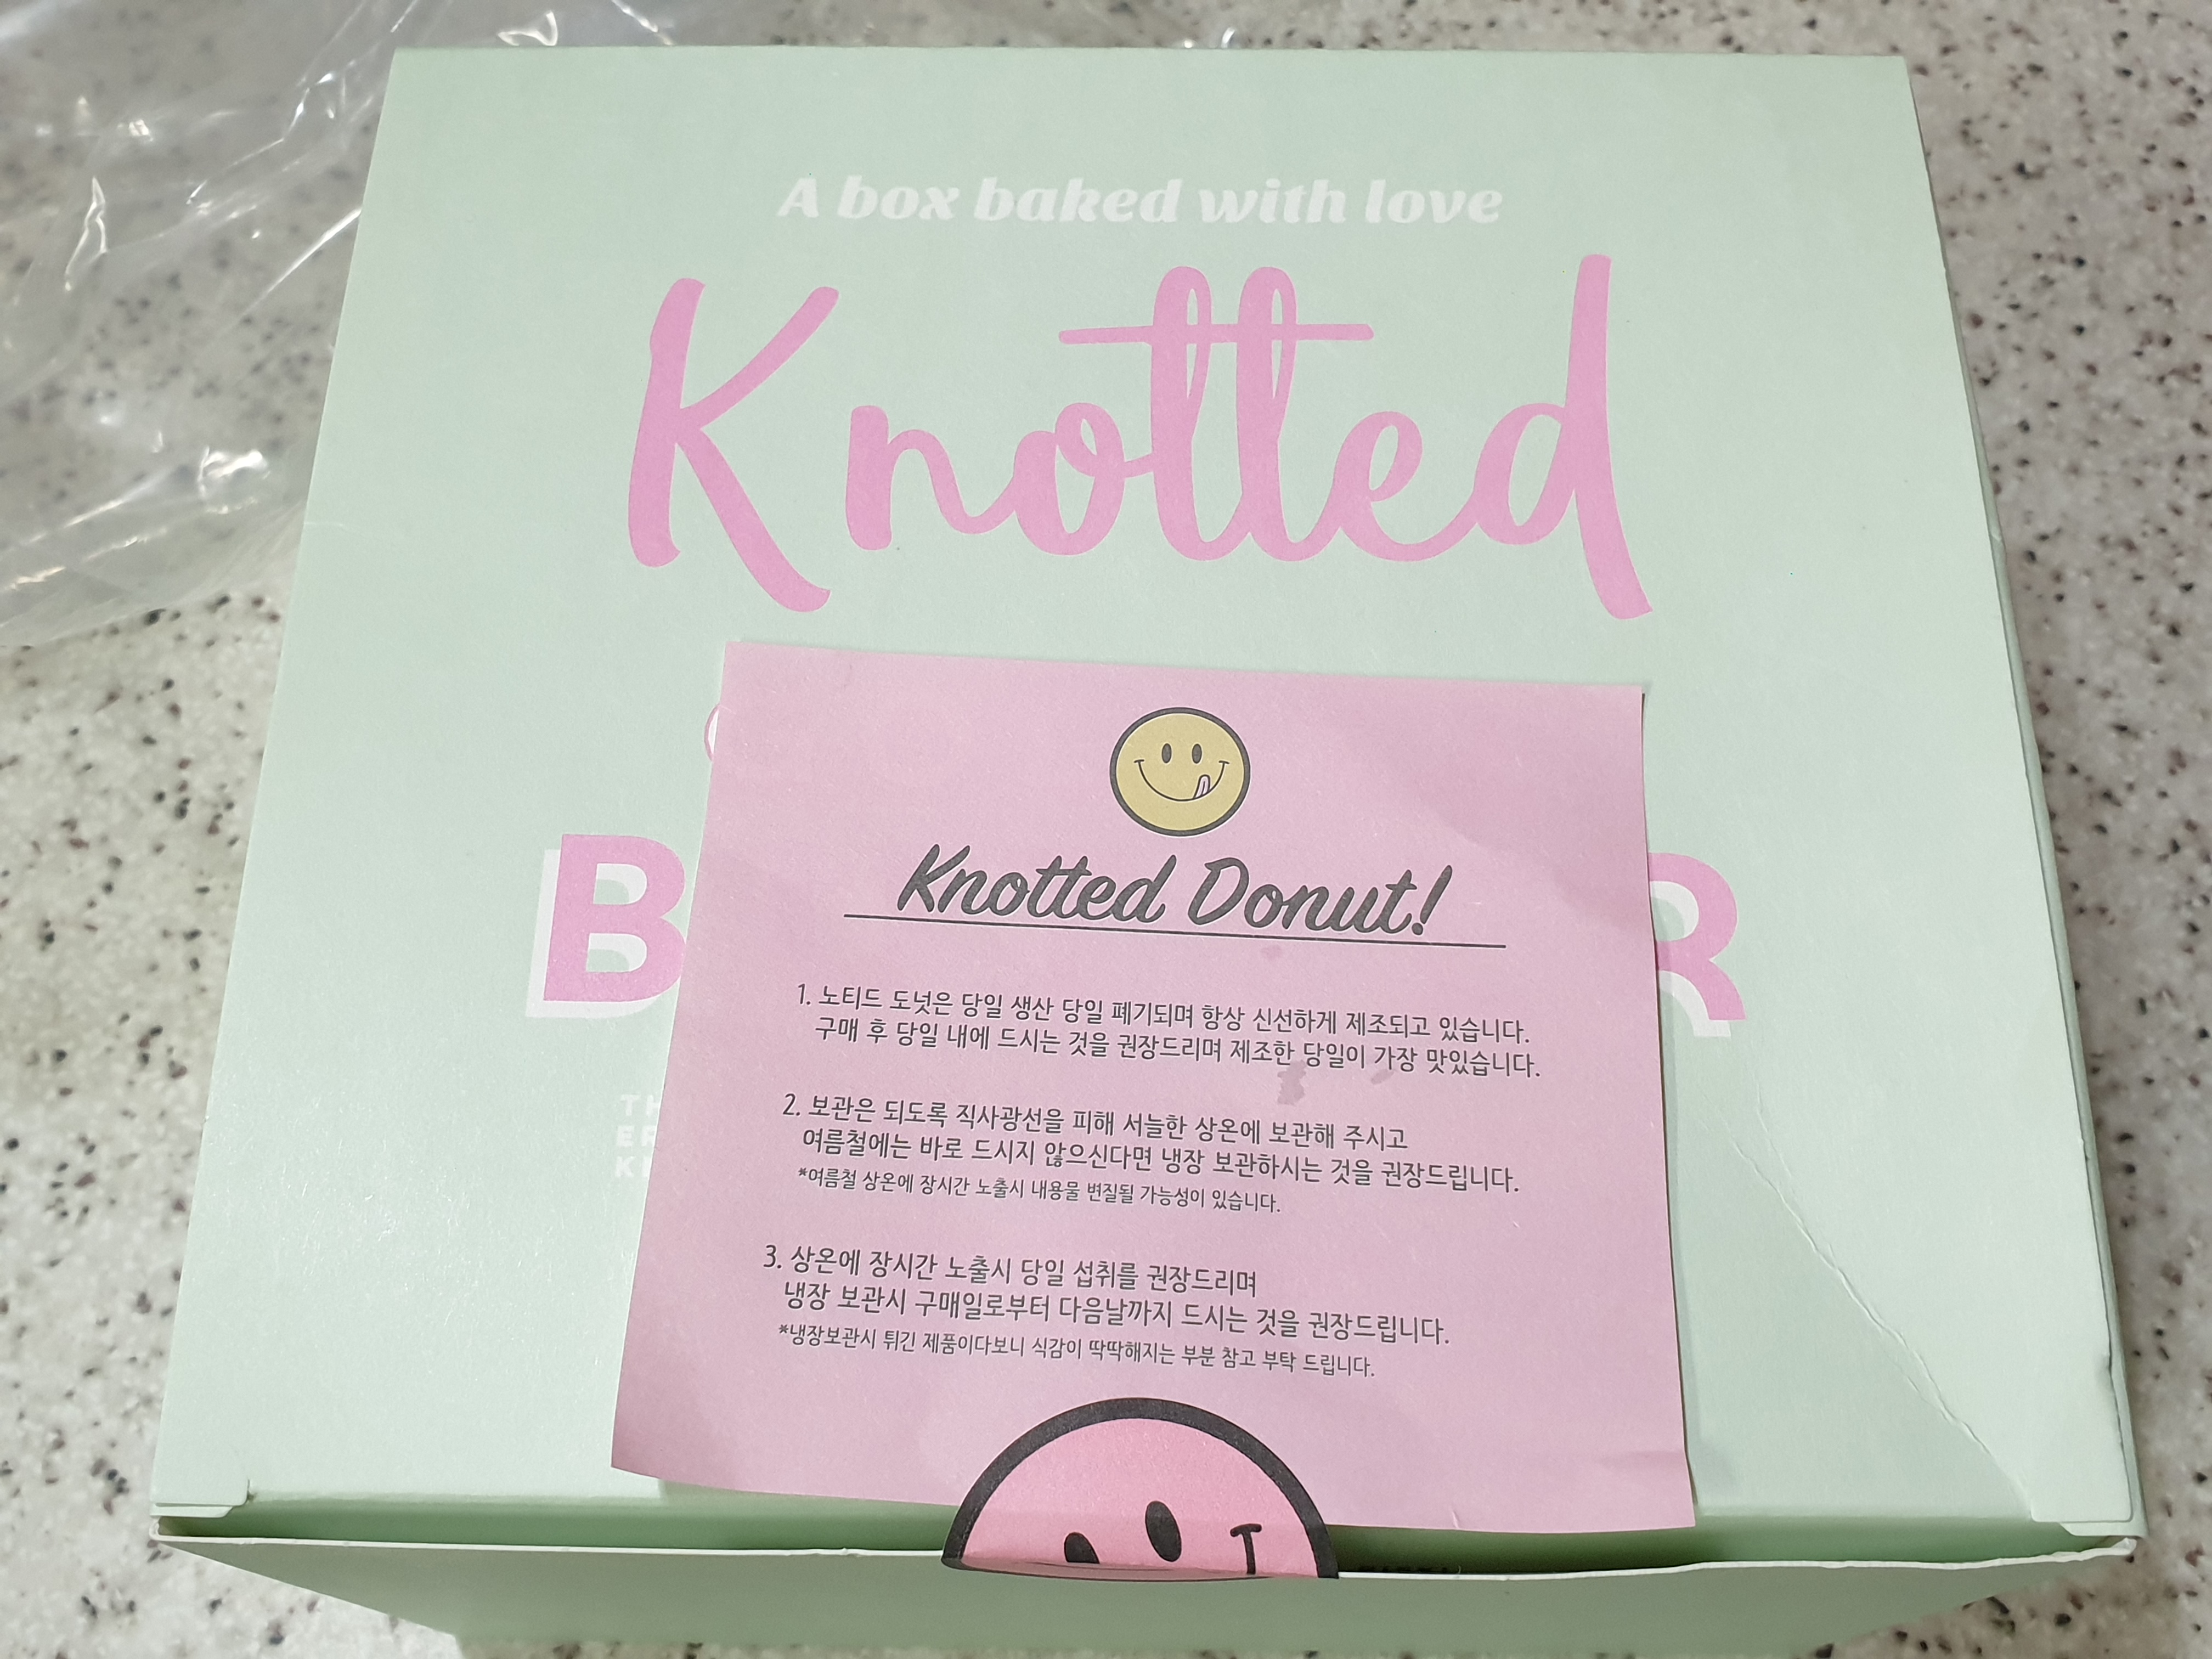 A box baked with love
Knotted
Knotted Donut!
1. 노티드 도넛은 당일 생산 당일 폐기되며 항상 신선하게 제조되고 있습니다.
구매 후 당일 내에 드시는 것을 권장드리며 제조한 당일이 가장 맛있습니다.
2. 보관은 되도록 직사광선을 피해 서늘한 상온에 보관해 주시고
여름철에는 바로 드시지 않으신다면 냉장 보관하시는 것을 권장드립니다.
*여름철 상온에 장시간 노출시 내용물 변질될 가능성이 있습니다.
3. 상온에 장시간 노출시 당일 섭취를 권장드리며
냉장 보관시 구매일로부터 다음날까지 드시는 것을 권장드립니다.
*냉장보관시 튀긴 제품이다보니 식감이 딱딱해지는 부분 참고 부탁 드립니다.